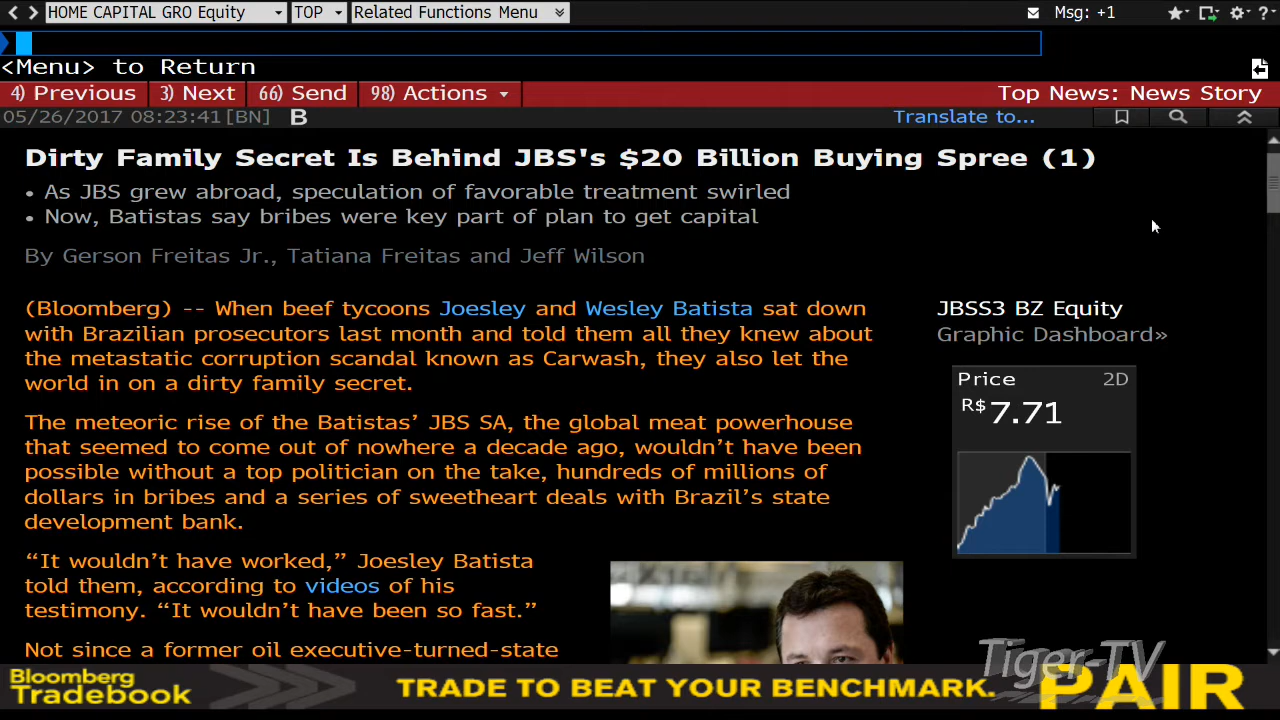 HOME CAPITAL GRO Equity TOP Related Functions Menu Msg: +1 ?
<Menu> to Return
4) Previous 3) Next 66) Send 98) Actions Top News: News Story
05/26/2017 08:23:41 [BN] B Translate to...
Dirty Family Secret Is Behind JBS's $20 Billion Buying Spree (1)
• As JBS grew abroad, speculation of favorable treatment swirled
• Now, Batistas say bribes were key part of plan to get capital
By Gerson Freitas Jr., Tatiana Freitas and Jeff Wilson
(Bloomberg) -- When beef tycoons Joesley and Wesley Batista sat down
with Brazilian prosecutors last month and told them all they knew about
the metastatic corruption scandal known as Carwash, they also let the
world in on a dirty family secret.
The meteoric rise of the Batistas’ JBS SA, the global meat powerhouse
that seemed to come out of nowhere a decade ago, wouldn’t have been
possible without a top politician on the take, hundreds of millions of
dollars in bribes and a series of sweetheart deals with Brazil’s state
development bank.
“It wouldn’t have worked,” Joesley Batista
told them, according to videos of his
testimony. “It wouldn’t have been so fast.”
Not since a former oil executive-turned-state
JBSS3 BZ Equity
Graphic Dashboard»
Price 2D
R$7.71
Tiger-TV
Bloomberg
Tradebook
TRADE TO BEAT YOUR BENCHMARK.
PAIR